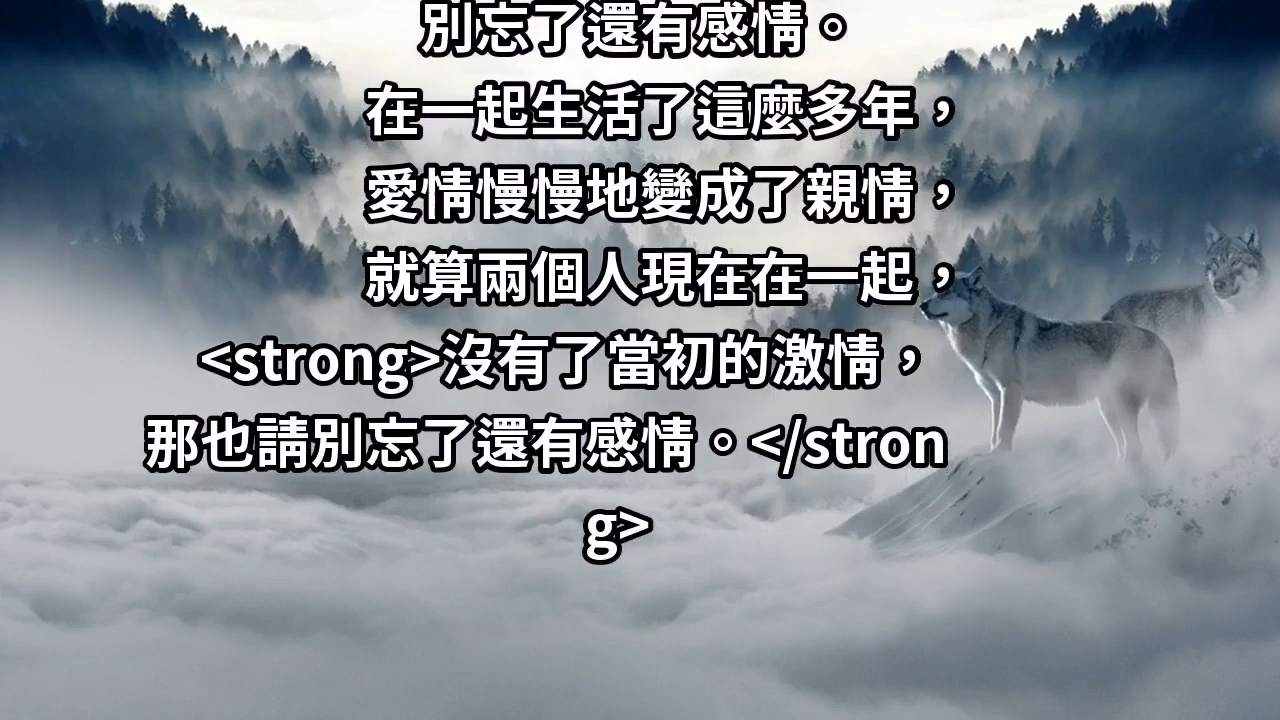 別忘了還有感情。
在一起生活了這麼多年，
愛情慢慢地變成了親情，
就算兩個人現在在一起，
<strong>沒有了當初的激情，
那也請別忘了還有感情。</stron
g>